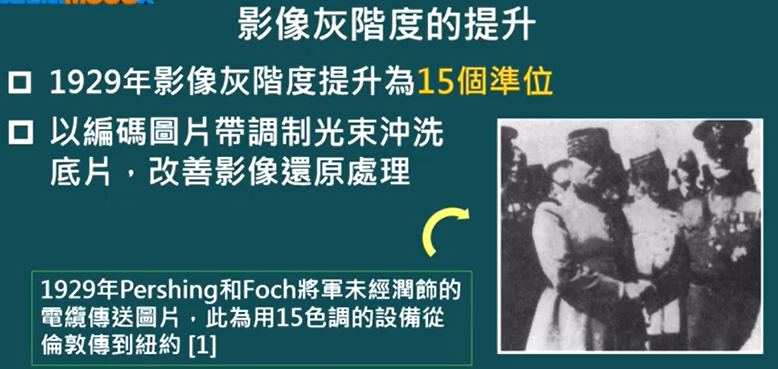 影像灰階度的提升
1929年影像灰階度提升為15個準位
以編碼圖片帶調制光束沖洗
底片，改善影像還原處理
1929年Pershing和Foch將軍未經潤飾的
電纜傳送圖片，此為用15色調的設備從
倫敦傳到紐約 [1]